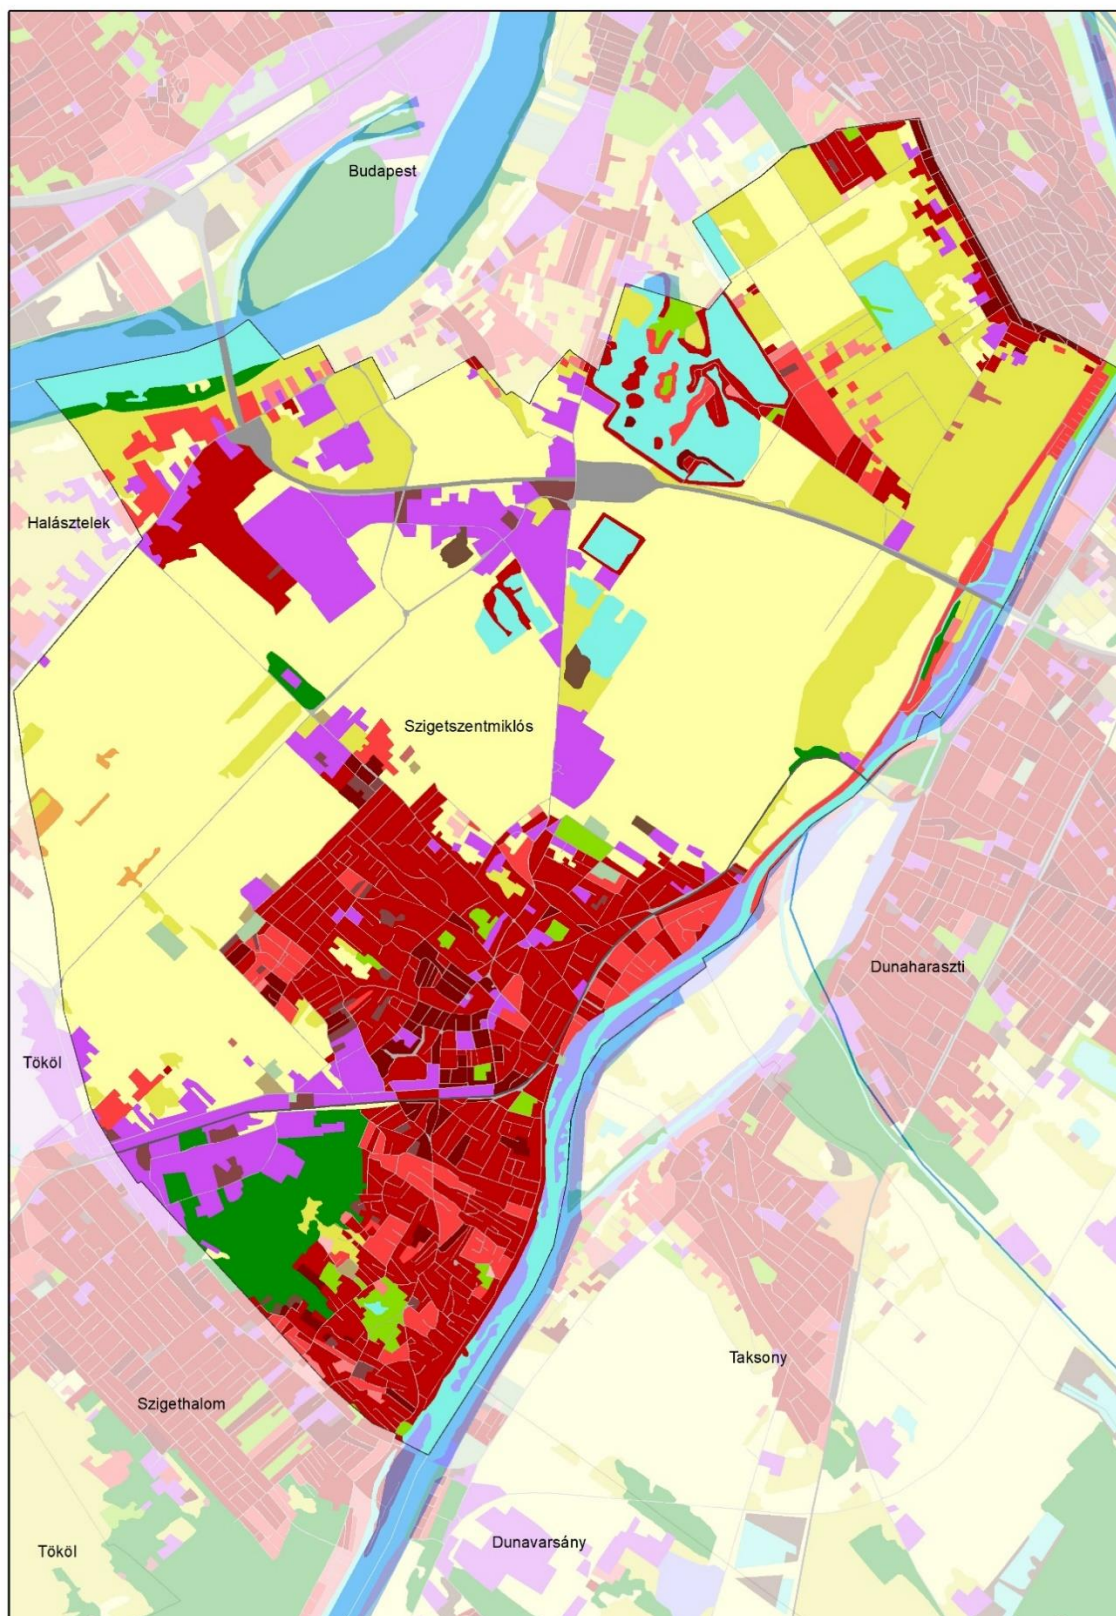 Budapest
Halásztelek
Szigetszentmiklós
Dunaharaszti
Tököl
Taksony
Szigethalom
Dunavarsány
Tököl